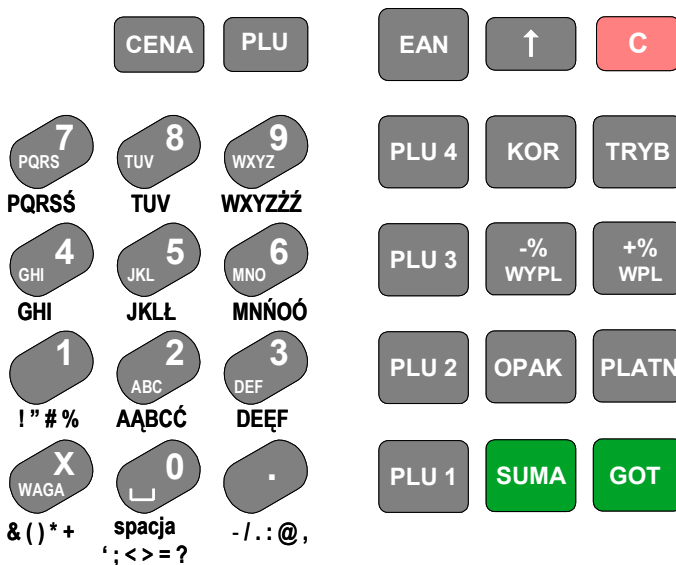 CENA PLU EAN ↑ C
7 8 9
PQRS TUV WXYZ PLU 4 KOR TRYB
PQRSŚ TUV WXYZŻŹ
4 5 6 -% +%
GHI JKL MNO PLU 3 WYPL WPL
GHI JKLŁ MNŃOÓ
1 2 3 PLU 2 OPAK PLATN
ABC DEF
! ” # % AĄBCĆ DEĘF
X 0 . PLU 1 SUMA GOT
WAGA
& ( ) * + spacja - / . : @ ,
‘ ; < > = ?